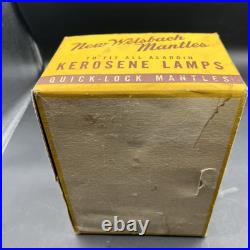 New Welsbach
Mantles
TO FIT ALL ALADDIN
KEROSENE LAMPS
QUICK-LOCK MANTLES